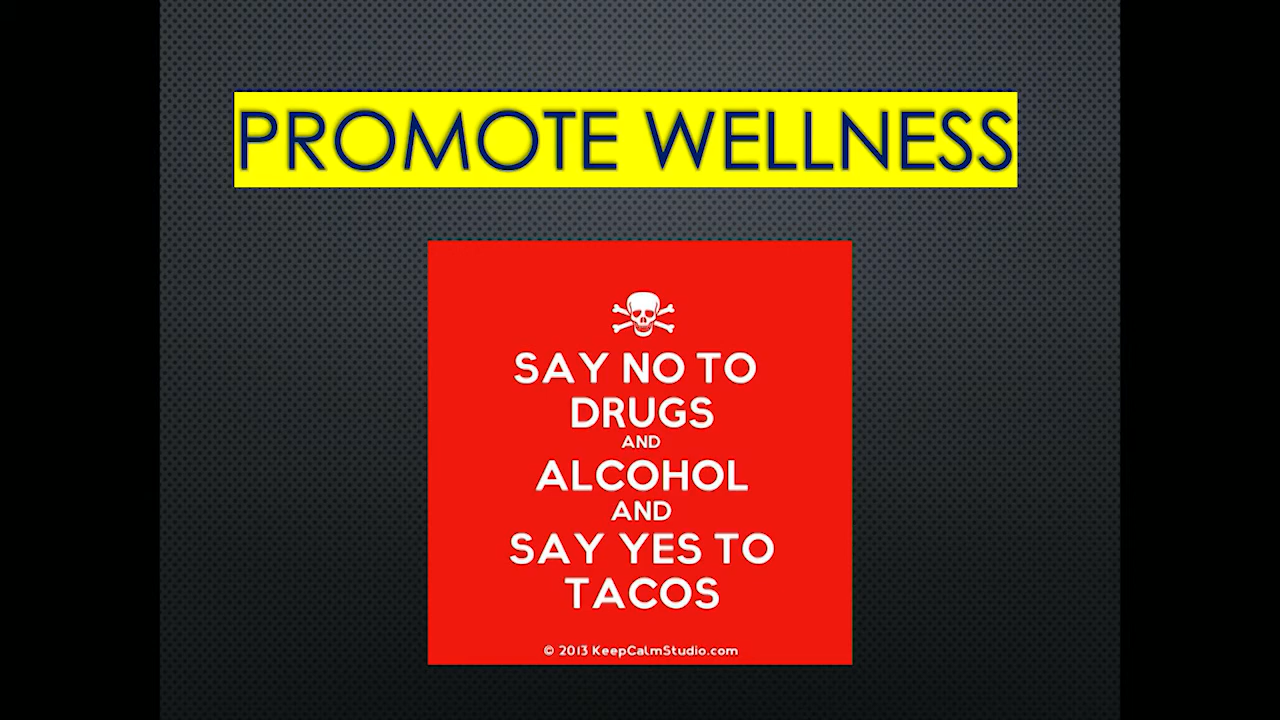 PROMOTE WELLNESS
SAY NO TO
DRUGS
AND
ALCOHOL
AND
SAY YES TO
TACOS
© 2013 KeepCalmStudio.com